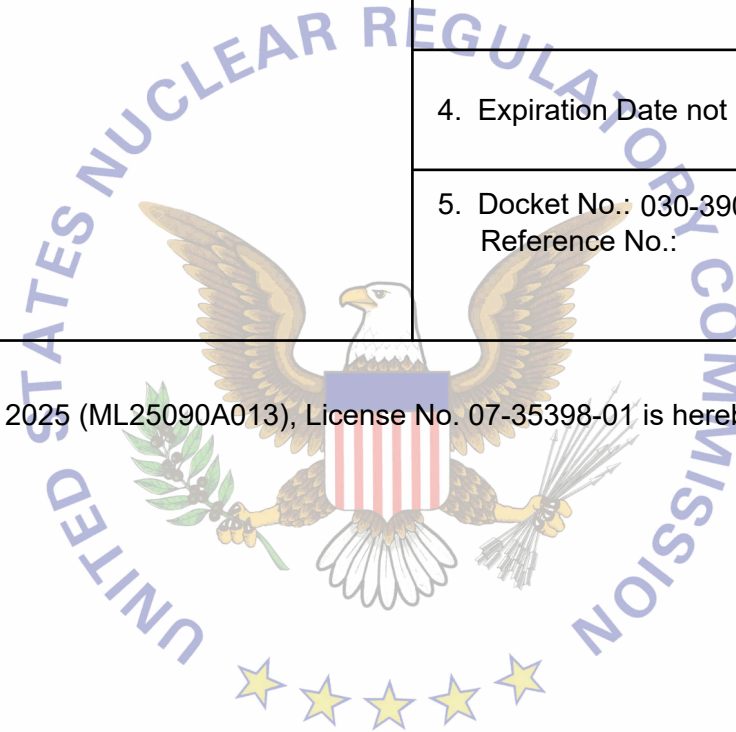 UNITED STATES NUCLEAR REGULATORY COMMISSION
4. Expiration Date not
5. Docket No.: 030-390
Reference No.:
2025 (ML25090A013), License No. 07-35398-01 is hereb